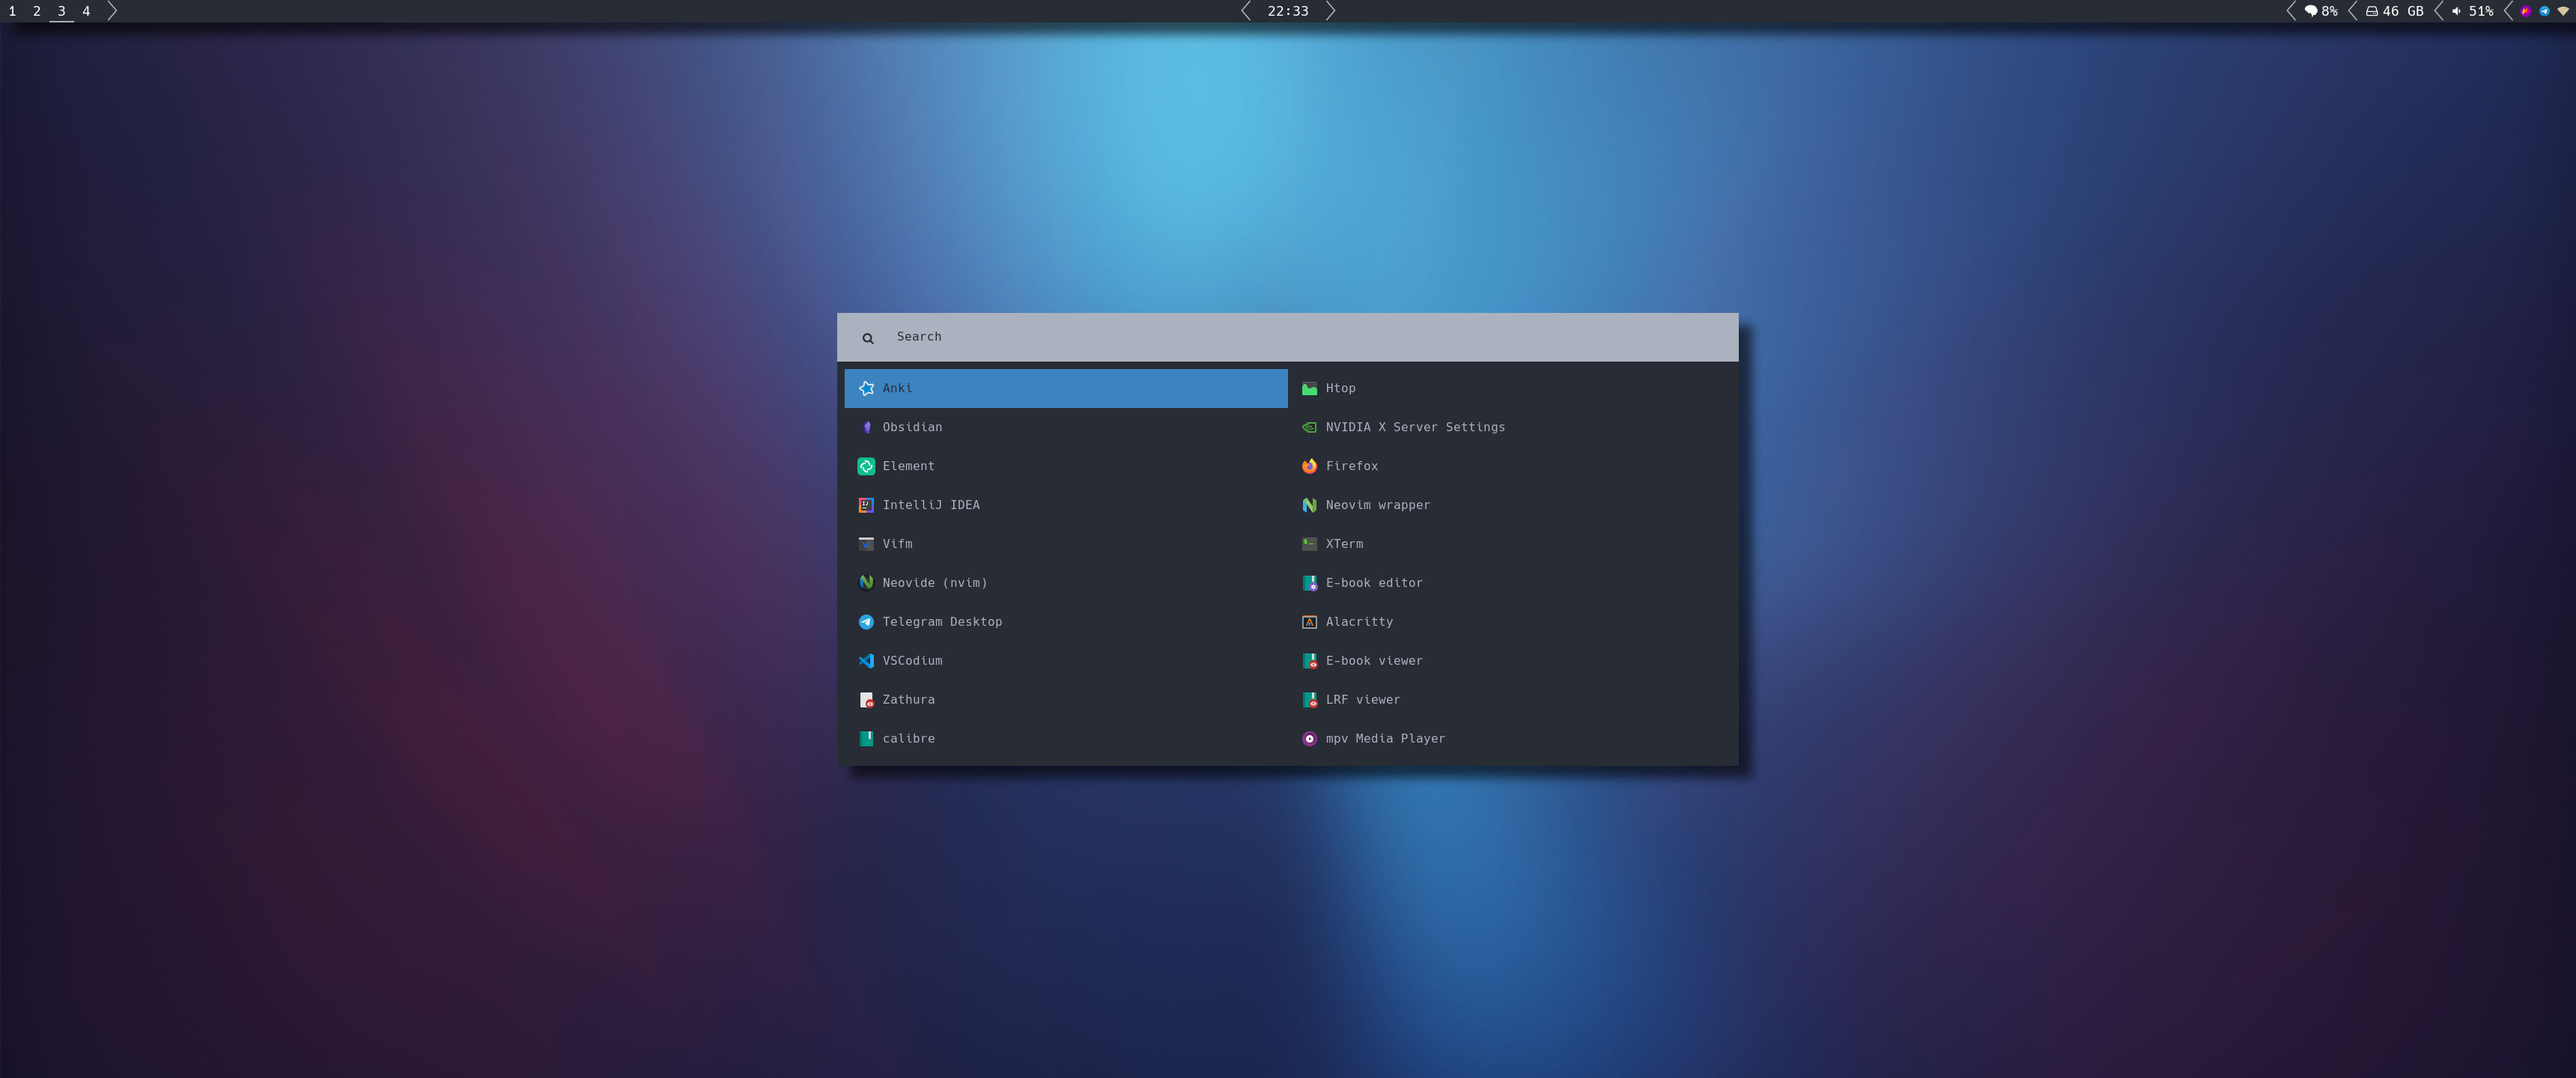 1 2 3 4
22:33
8% 46 GB 51%
Search
Anki
Obsidian
Element
IntelliJ IDEA
Vifm
Neovide (nvim)
Telegram Desktop
VSCodium
Zathura
calibre
Htop
NVIDIA X Server Settings
Firefox
Neovim wrapper
XTerm
E-book editor
Alacritty
E-book viewer
LRF viewer
mpv Media Player